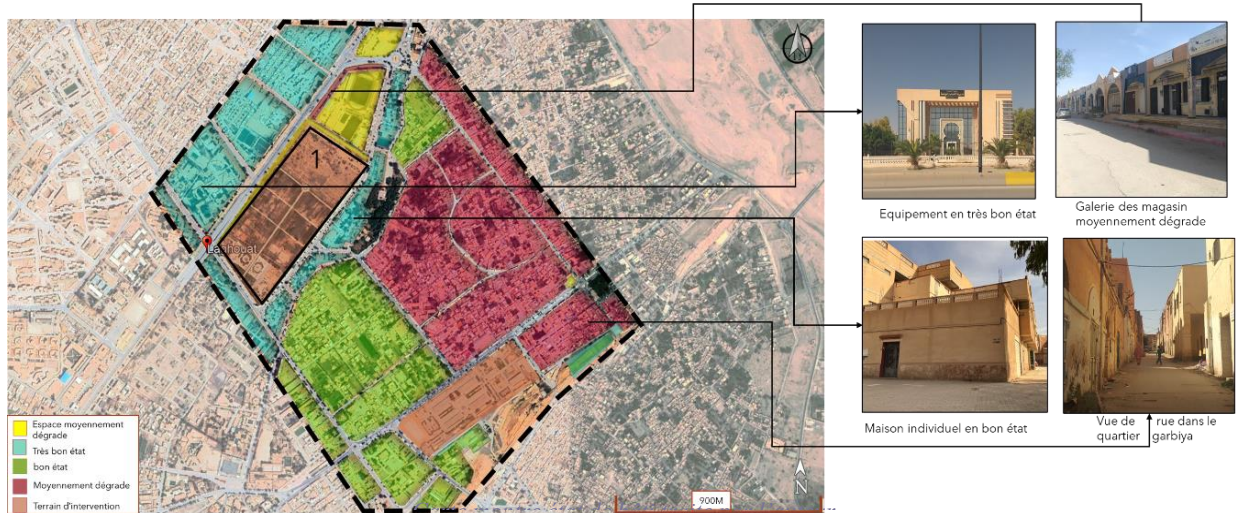 1
Laghouat
Espace moyennement
dégrade
Très bon état
bon état
Moyennement dégrade
Terrain d'intervention
900M
N
Equipement en très bon état
Galerie des magasin
moyennement dégrade
Maison individuel en bon état
Vue de rue dans le
quartier garbiya